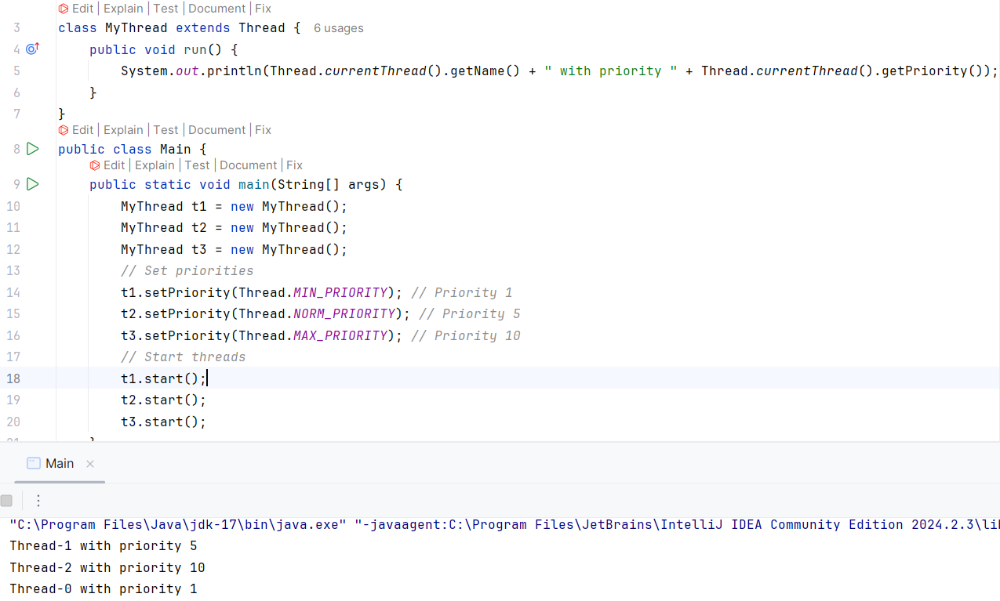 Edit | Explain | Test | Document | Fix
3 class MyThread extends Thread { 6 usages
4 public void run() {
5 System.out.println(Thread.currentThread().getName() + " with priority " + Thread.currentThread().getPriority());
6 }
7 }
Edit | Explain | Test | Document | Fix
8 public class Main {
Edit | Explain | Test | Document | Fix
9 public static void main(String[] args) {
10 MyThread t1 = new MyThread();
11 MyThread t2 = new MyThread();
12 MyThread t3 = new MyThread();
13 // Set priorities
14 t1.setPriority(Thread.MIN_PRIORITY); // Priority 1
15 t2.setPriority(Thread.NORM_PRIORITY); // Priority 5
16 t3.setPriority(Thread.MAX_PRIORITY); // Priority 10
17 // Start threads
18 t1.start();
19 t2.start();
20 t3.start();
21 }
Main
"C:\Program Files\Java\jdk-17\bin\java.exe" "-javaagent:C:\Program Files\JetBrains\IntelliJ IDEA Community Edition 2024.2.3\lib
Thread-1 with priority 5
Thread-2 with priority 10
Thread-0 with priority 1